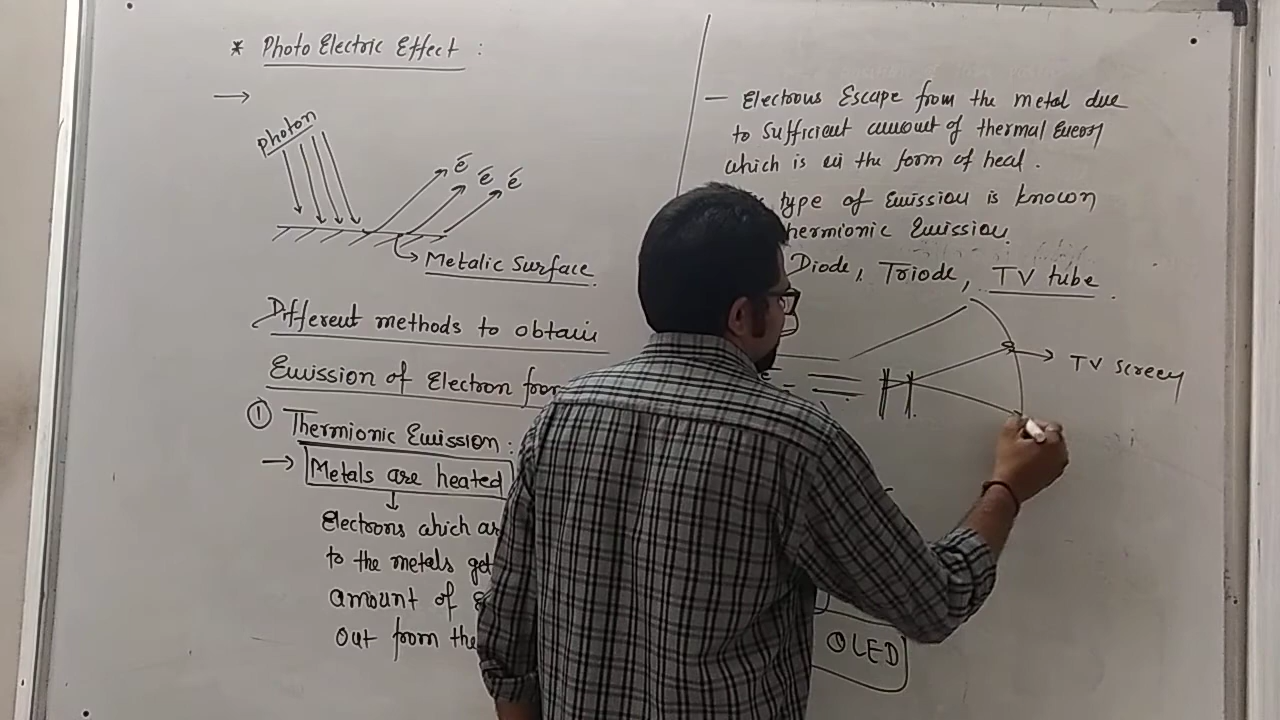 * Photo Electric Effect :
Photon
é é é
Metalic Surface
Different methods to obtain
Emission of Electron from
① Thermionic Emission :
Metals are heated
Electrons which ar
to the metals get
amount of
out from the
— Electrons Escape from the metal due
to sufficient amount of thermal Energy
which is in the form of heat .
type of Emission is known
hermionic Emission.
Diode, Triode, TV tube .
TV screen
OLED